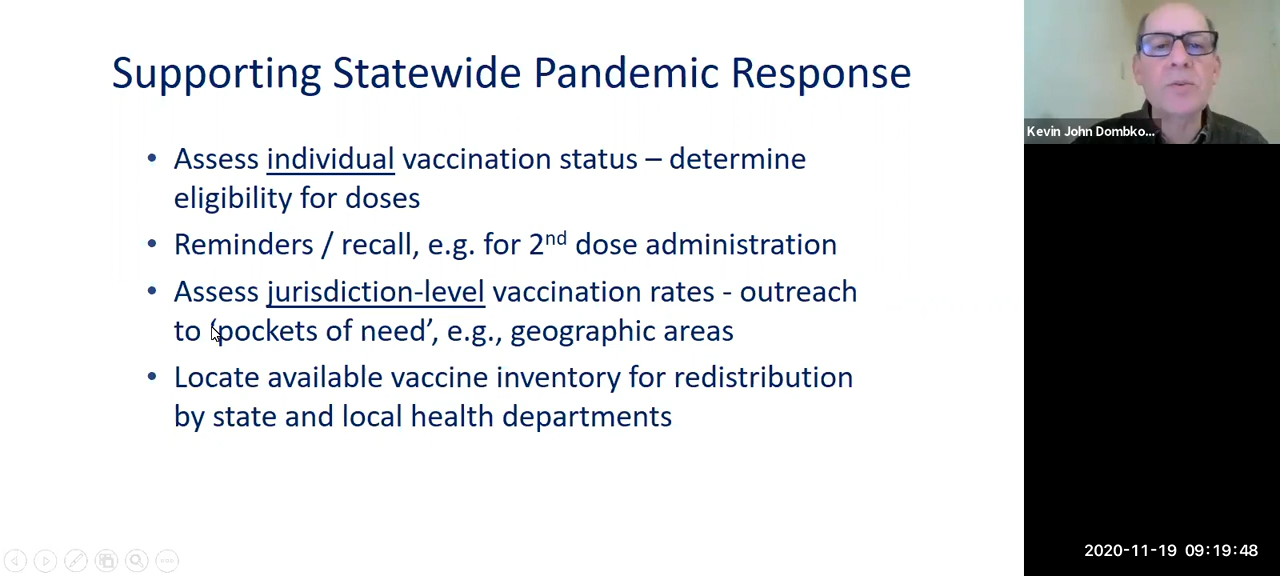 Supporting Statewide Pandemic Response
• Assess individual vaccination status – determine
eligibility for doses
• Reminders / recall, e.g. for 2nd dose administration
• Assess jurisdiction-level vaccination rates - outreach
to ‘pockets of need’, e.g., geographic areas
• Locate available vaccine inventory for redistribution
by state and local health departments
Kevin John Dombko...
2020-11-19 09:19:48